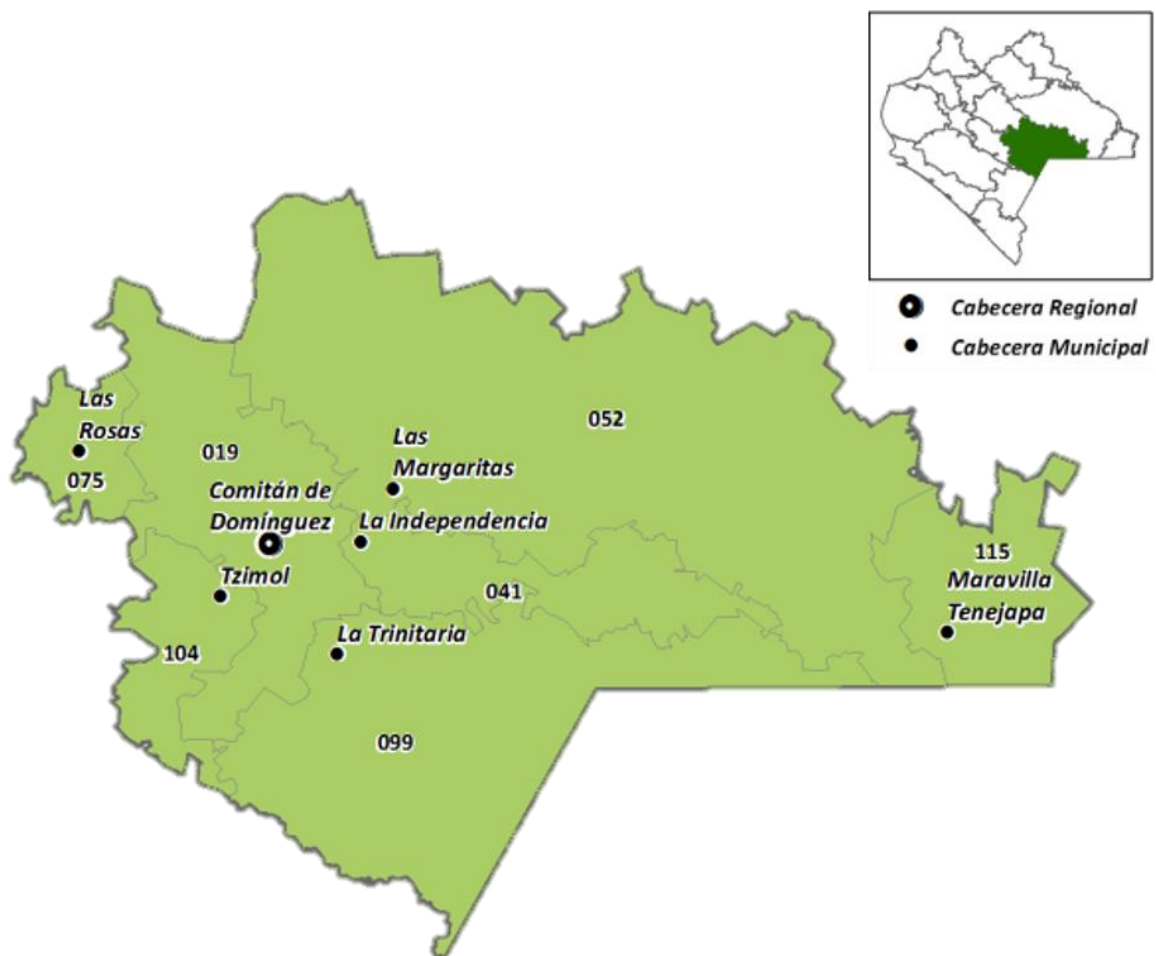 Cabecera Regional
Cabecera Municipal
Las
Rosas
075
019
Comitán de
Domínguez
Tzimol
104
Las
Margaritas
052
La Independencia
041
La Trinitaria
099
115
Maravilla
Tenejapa